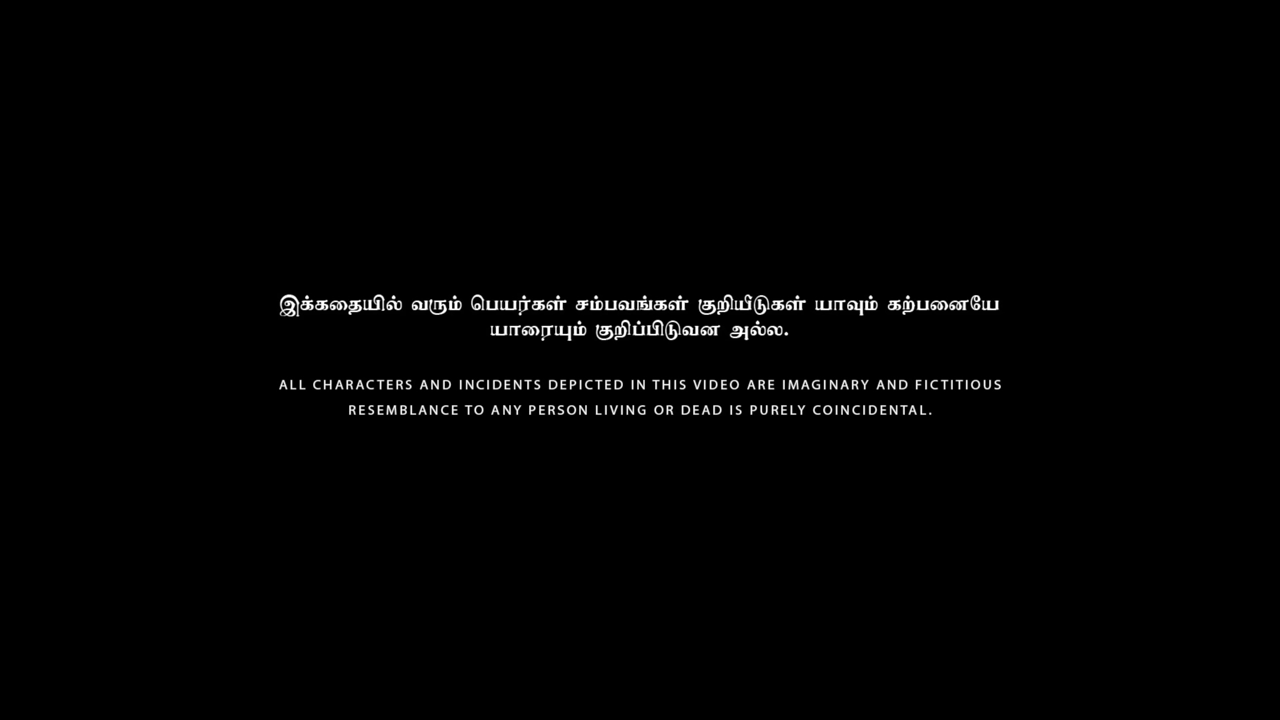 இக்கதையில் வரும் பெயர்கள் சம்பவங்கள் குறியீடுகள் யாவும் கற்பனையே
யாரையும் குறிப்பிடுவன அல்ல.
ALL CHARACTERS AND INCIDENTS DEPICTED IN THIS VIDEO ARE IMAGINARY AND FICTITIOUS
RESEMBLANCE TO ANY PERSON LIVING OR DEAD IS PURELY COINCIDENTAL.